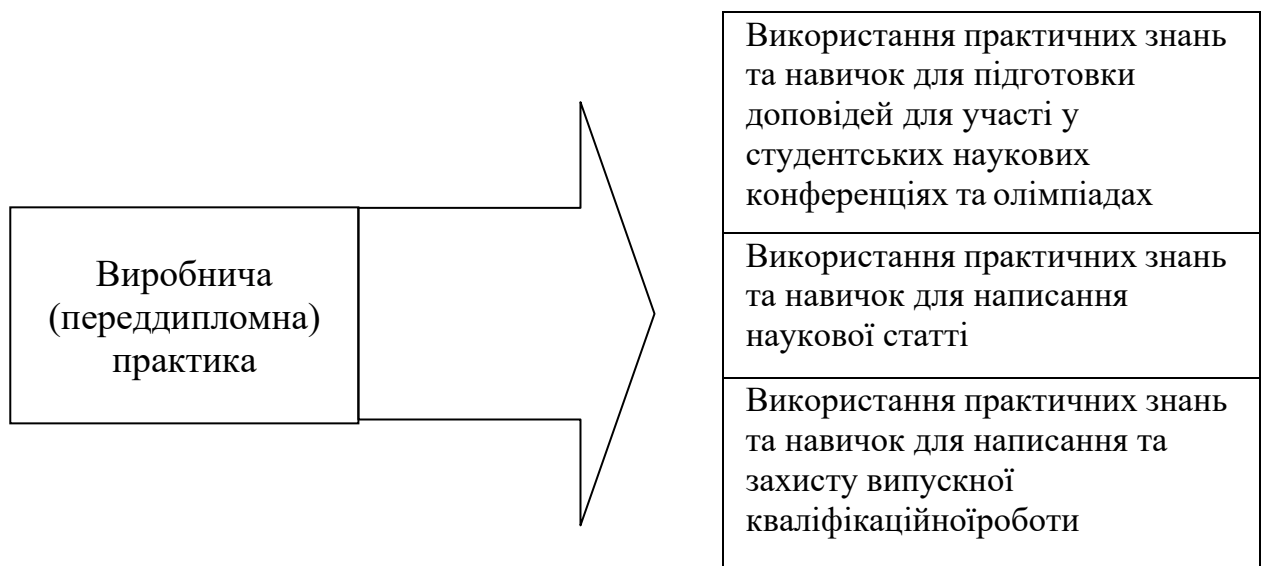 Виробнича
(переддипломна)
практика
Використання практичних знань
та навичок для підготовки
доповідей для участі у
студентських наукових
конференціях та олімпіадах
Використання практичних знань
та навичок для написання
наукової статті
Використання практичних знань
та навичок для написання та
захисту випускної
кваліфікаційноїроботи